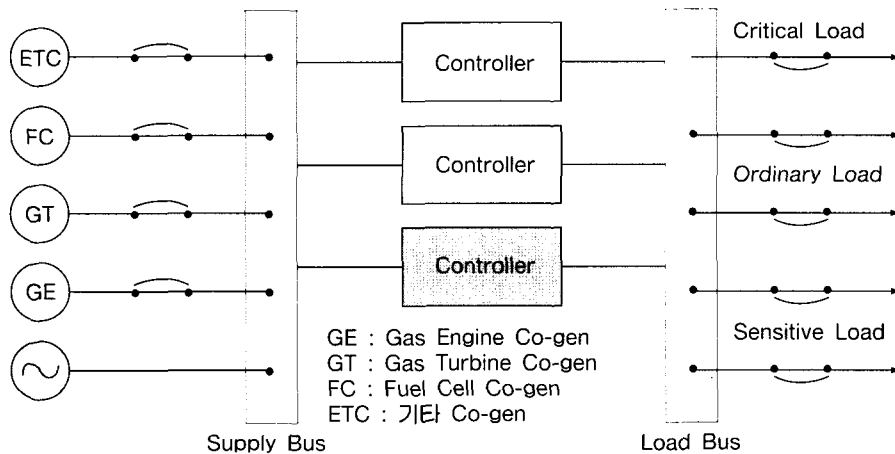 Critical Load
ETC
Controller
FC
Controller
Ordinary Load
GT
Controller
GE
GE : Gas Engine Co-gen
GT : Gas Turbine Co-gen
FC : Fuel Cell Co-gen
ETC : 기타 Co-gen
Sensitive Load
Supply Bus
Load Bus